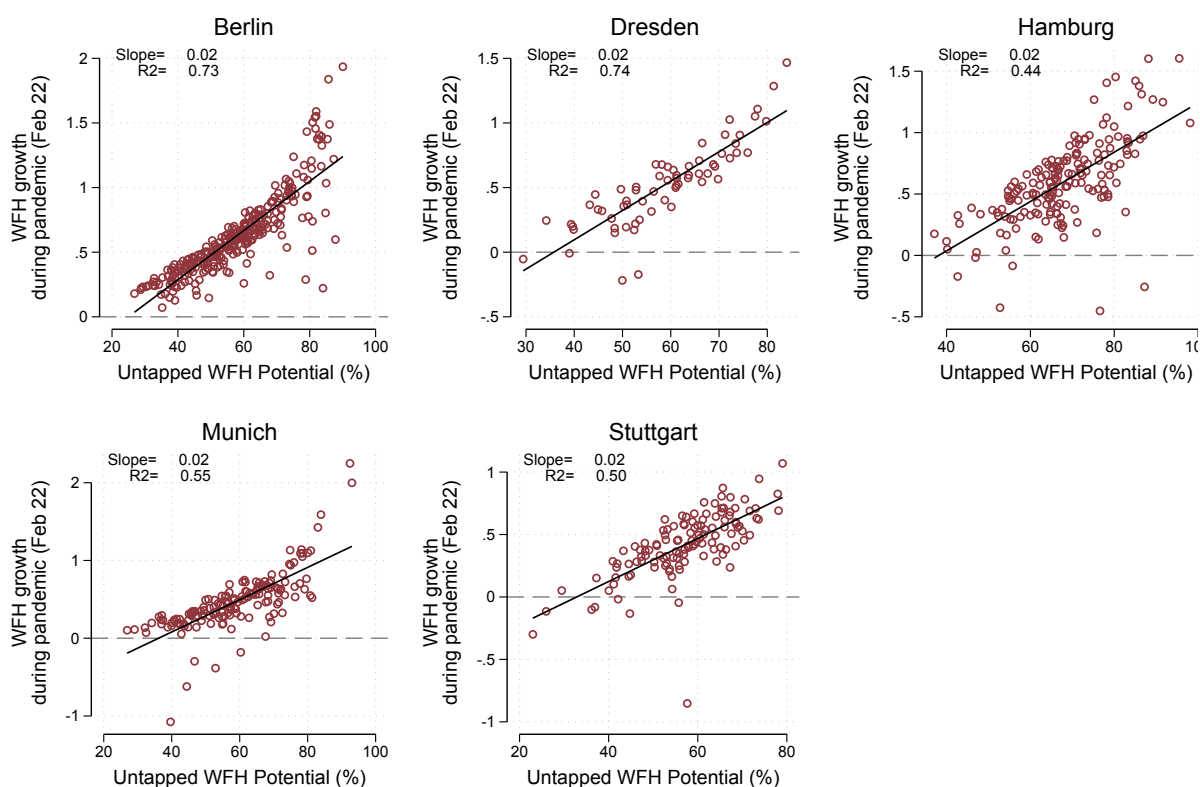 Berlin
Slope= 0.02
R2= 0.73
WFH growth
during pandemic (Feb 22)
2
1.5
1
.5
0
20 40 60 80 100
Untapped WFH Potential (%)
Dresden
Slope= 0.02
R2= 0.74
WFH growth
during pandemic (Feb 22)
1.5
1
.5
0
-.5
30 40 50 60 70 80
Untapped WFH Potential (%)
Hamburg
Slope= 0.02
R2= 0.44
WFH growth
during pandemic (Feb 22)
1.5
1
.5
0
-.5
40 60 80 100
Untapped WFH Potential (%)
Munich
Slope= 0.02
R2= 0.55
WFH growth
during pandemic (Feb 22)
2
1
0
-1
20 40 60 80 100
Untapped WFH Potential (%)
Stuttgart
Slope= 0.02
R2= 0.50
WFH growth
during pandemic (Feb 22)
1
.5
0
-.5
-1
20 40 60 80
Untapped WFH Potential (%)